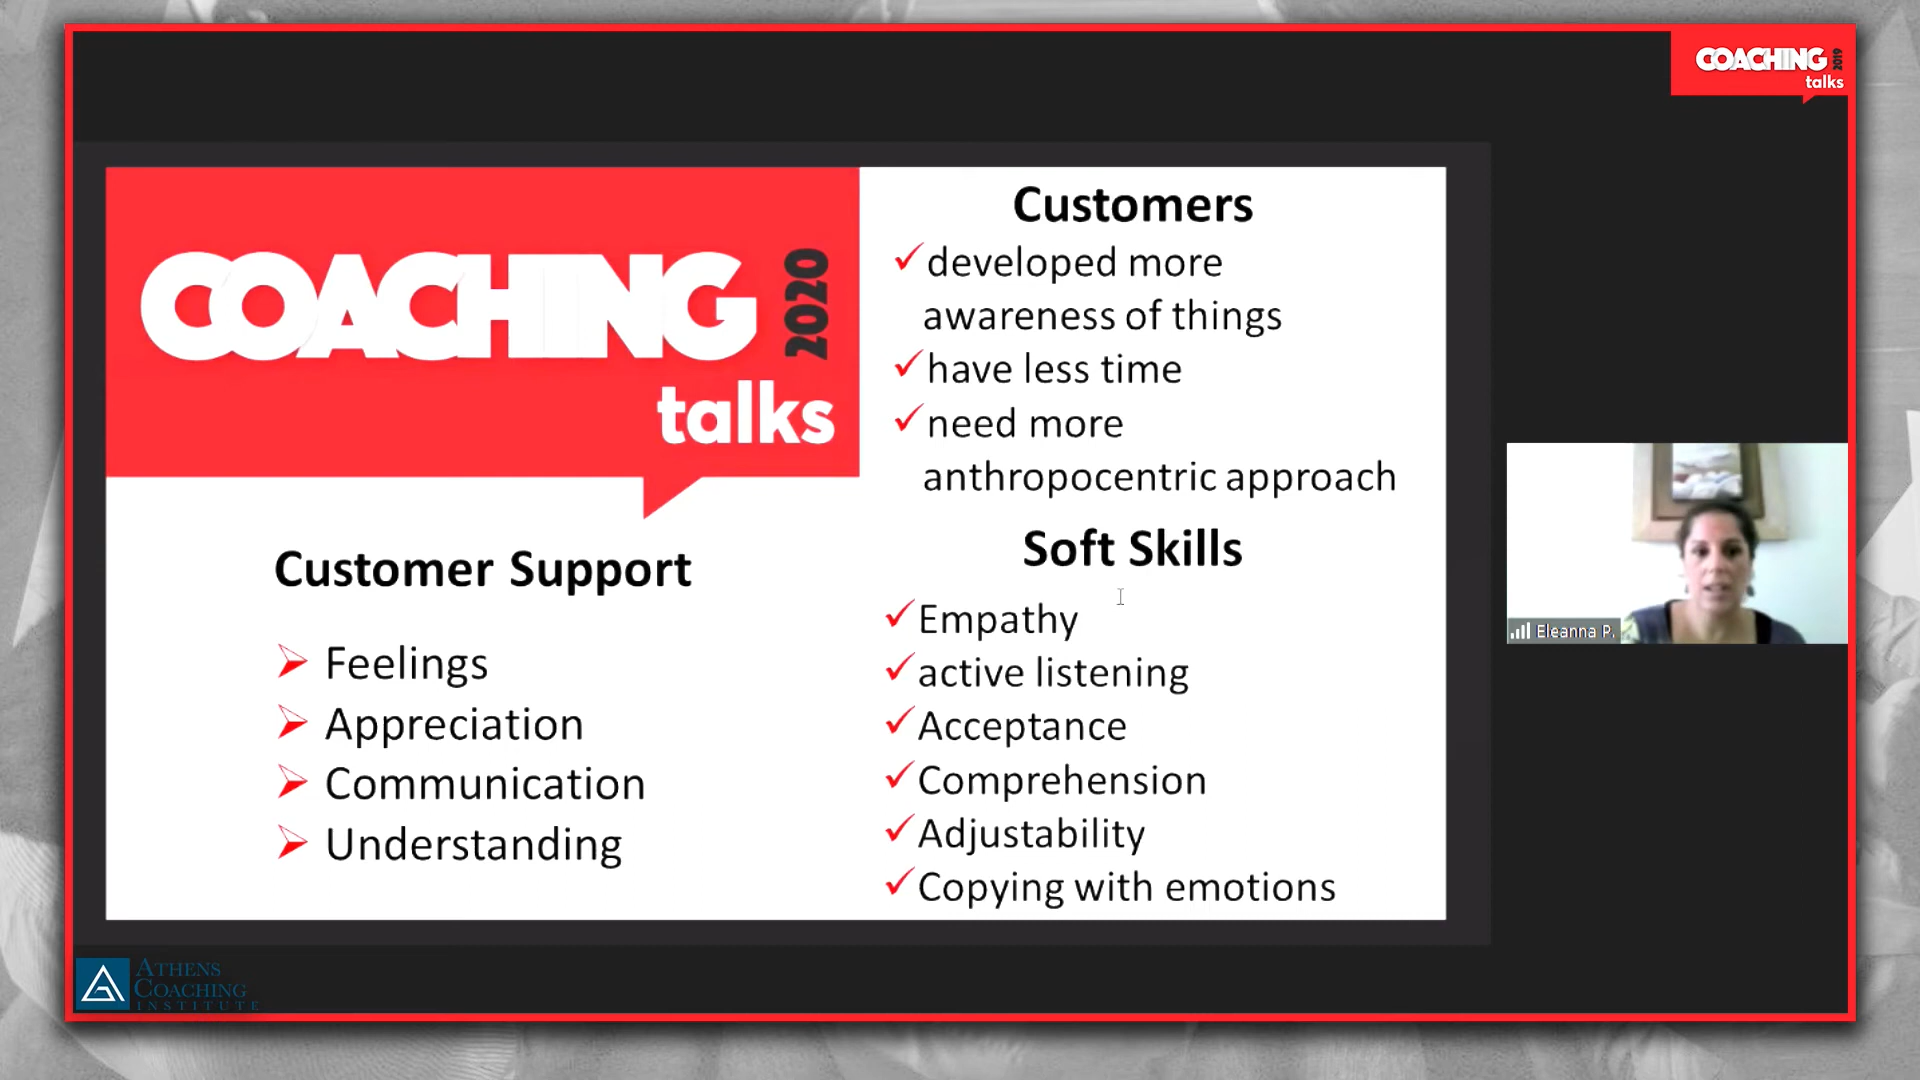 COACHING 2019
talks
COACHING 2020
talks
Customers
developed more
awareness of things
have less time
need more
anthropocentric approach
Customer Support
Feelings
Appreciation
Communication
Understanding
Soft Skills
Empathy
active listening
Acceptance
Comprehension
Adjustability
Copying with emotions
Eleanna P.
ATHENS
COACHING
INSTITUTE